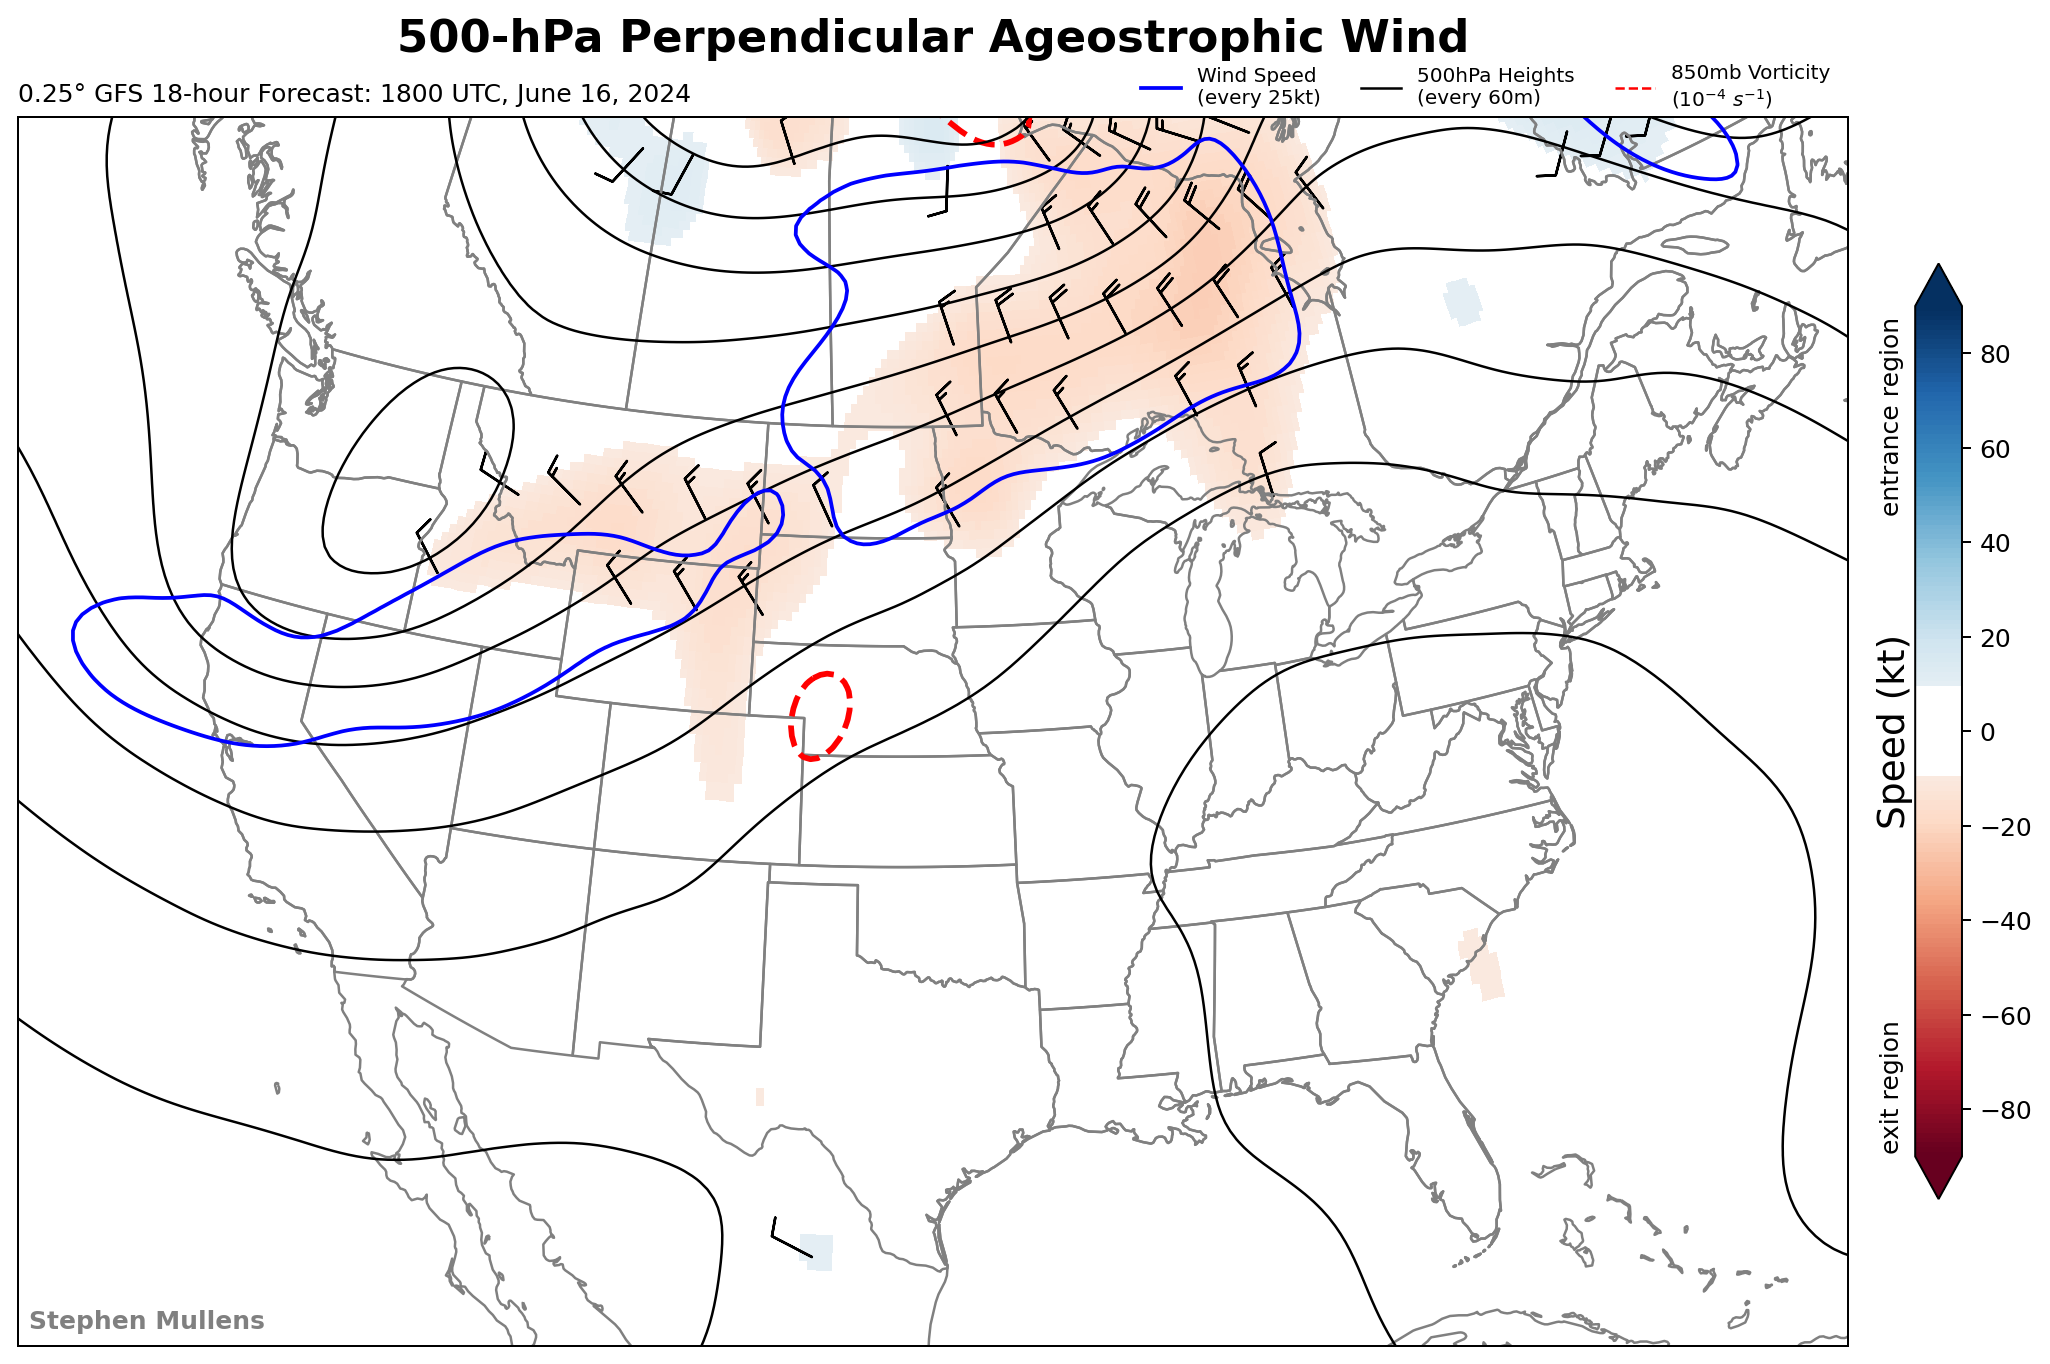 500-hPa Perpendicular Ageostrophic Wind
0.25° GFS 18-hour Forecast: 1800 UTC, June 16, 2024
Wind Speed
(every 25kt)
500hPa Heights
(every 60m)
850mb Vorticity
(10⁻⁴ s⁻¹)
entrance region
Speed (kt)
exit region
80
60
40
20
0
−20
−40
−60
−80
Stephen Mullens